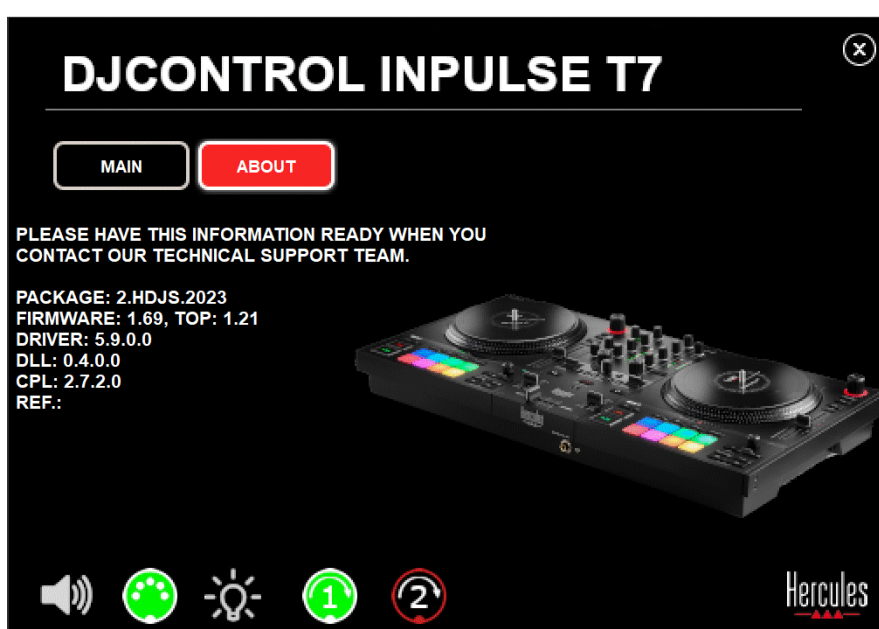 DJCONTROL INPULSE T7
X
MAIN
ABOUT
PLEASE HAVE THIS INFORMATION READY WHEN YOU
CONTACT OUR TECHNICAL SUPPORT TEAM.
PACKAGE: 2.HDJS.2023
FIRMWARE: 1.69, TOP: 1.21
DRIVER: 5.9.0.0
DLL: 0.4.0.0
CPL: 2.7.2.0
REF.:
1
2
Hercules